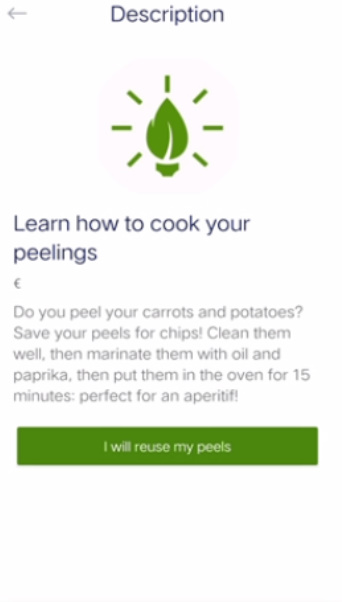 Description
Learn how to cook your
peelings
€
Do you peel your carrots and potatoes?
Save your peels for chips! Clean them
well, then marinate them with oil and
paprika, then put them in the oven for 15
minutes: perfect for an aperitif!
I will reuse my peels